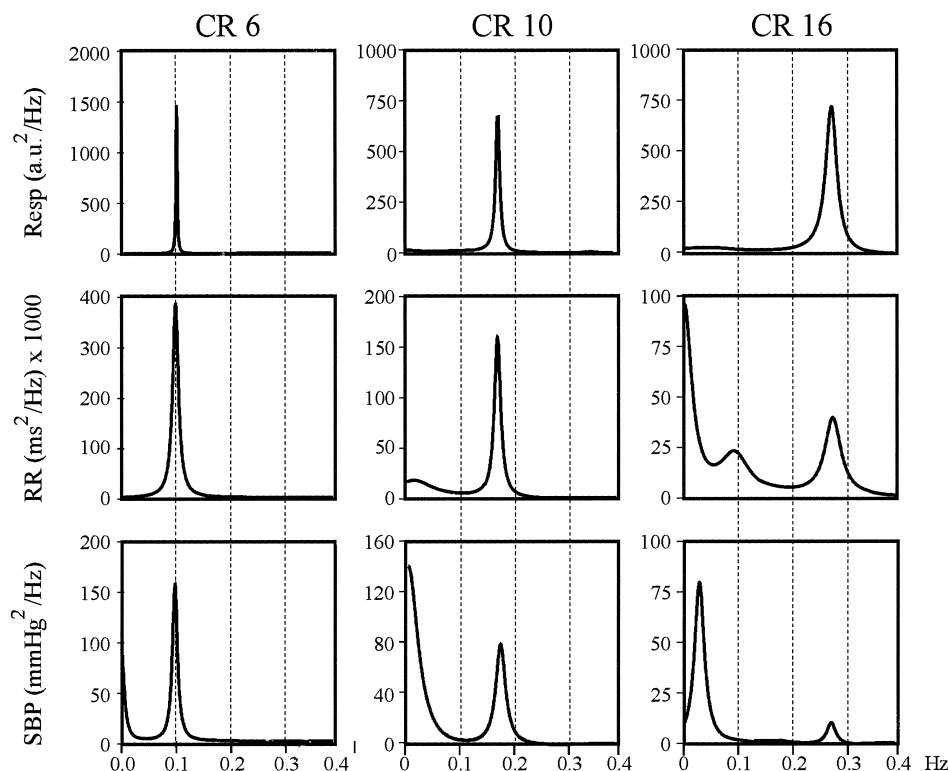 CR 6 CR 10 CR 16
Resp (a.u.²/Hz)
2000 1500 1000 500 0
1000 750 500 250 0
1000 750 500 250 0
RR (ms²/Hz) x 1000
400 300 200 100 0
200 150 100 50 0
100 75 50 25 0
SBP (mmHg²/Hz)
200 150 100 50 0
160 120 80 40 0
100 75 50 25 0
0.0 0.1 0.2 0.3 0.4 0.0 0.1 0.2 0.3 0.4 0.0 0.1 0.2 0.3 0.4 Hz